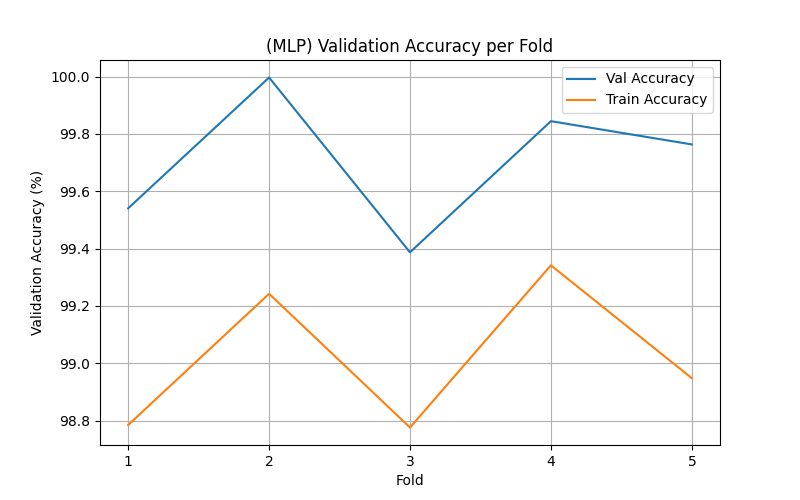 (MLP) Validation Accuracy per Fold
Val Accuracy
Train Accuracy
Validation Accuracy (%)
100.0
99.8
99.6
99.4
99.2
99.0
98.8
1 2 3 4 5
Fold